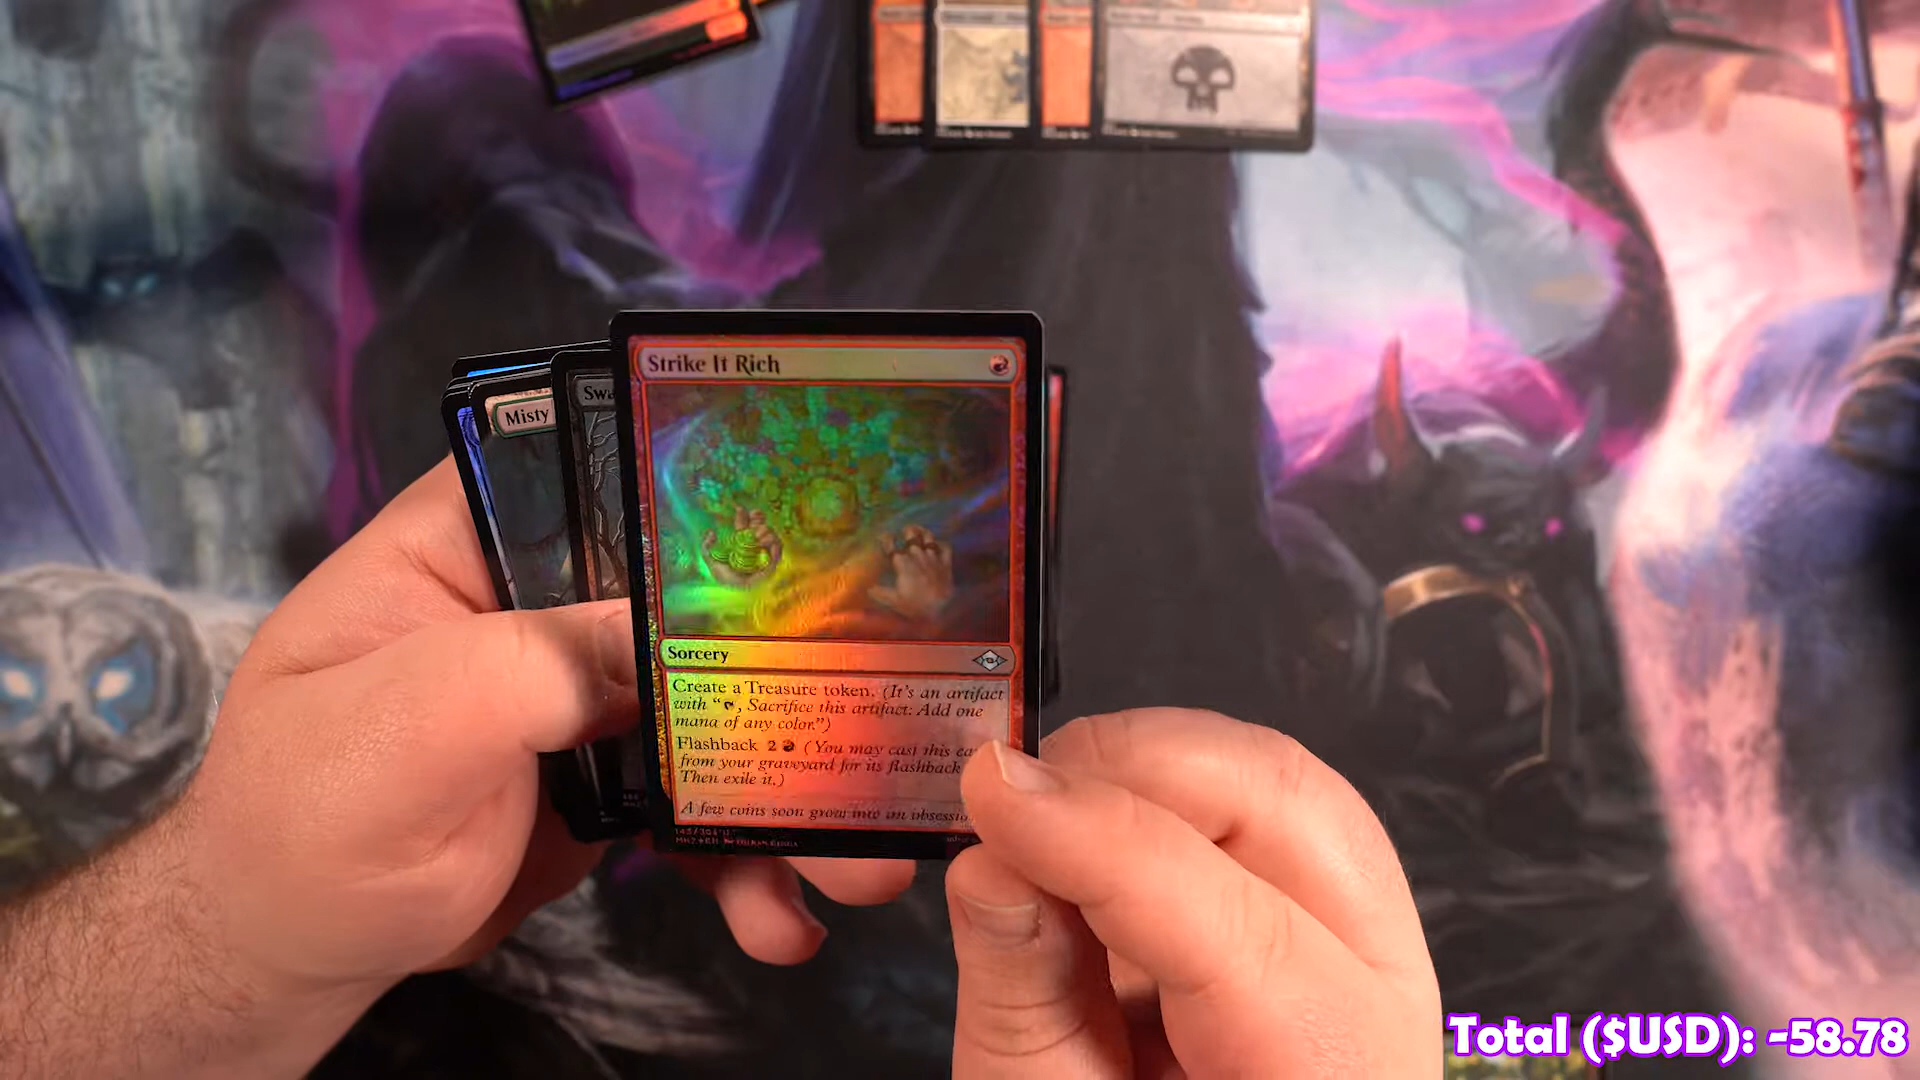 Strike It Rich
Misty
Swa
Sorcery
Create a Treasure token. (It's an artifact
with ", Sacrifice this artifact: Add one
mana of any color.")
Flashback 2 (You may cast this ca
from your graveyard for its flashback
Then exile it.)
A few coins soon grow into an obsessio
Total ($USD): -58.78